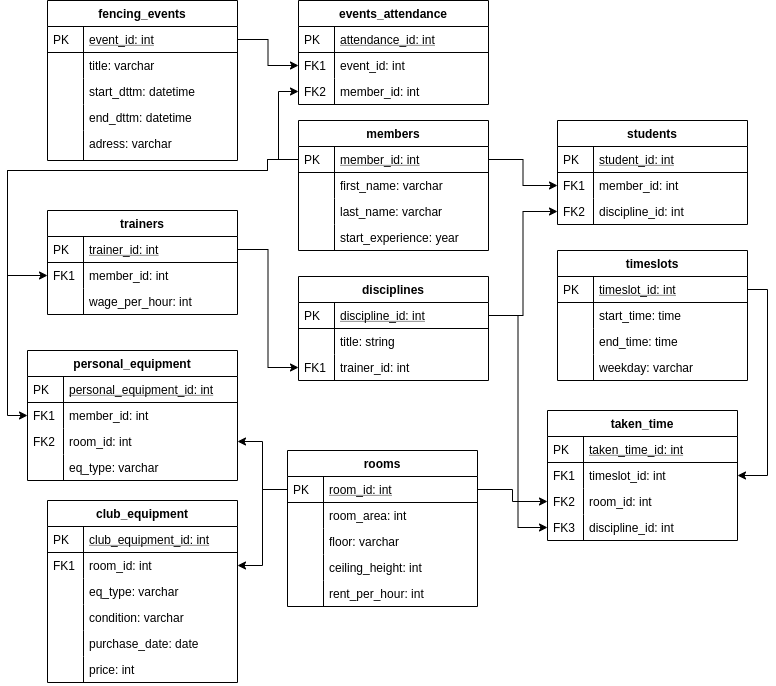 fencing_events
PK event_id: int
title: varchar
start_dttm: datetime
end_dttm: datetime
adress: varchar
events_attendance
PK attendance_id: int
FK1 event_id: int
FK2 member_id: int
members
PK member_id: int
first_name: varchar
last_name: varchar
start_experience: year
students
PK student_id: int
FK1 member_id: int
FK2 discipline_id: int
trainers
PK trainer_id: int
FK1 member_id: int
wage_per_hour: int
disciplines
PK discipline_id: int
title: string
FK1 trainer_id: int
timeslots
PK timeslot_id: int
start_time: time
end_time: time
weekday: varchar
personal_equipment
PK personal_equipment_id: int
FK1 member_id: int
FK2 room_id: int
eq_type: varchar
rooms
PK room_id: int
room_area: int
floor: varchar
ceiling_height: int
rent_per_hour: int
taken_time
PK taken_time_id: int
FK1 timeslot_id: int
FK2 room_id: int
FK3 discipline_id: int
club_equipment
PK club_equipment_id: int
FK1 room_id: int
eq_type: varchar
condition: varchar
purchase_date: date
price: int